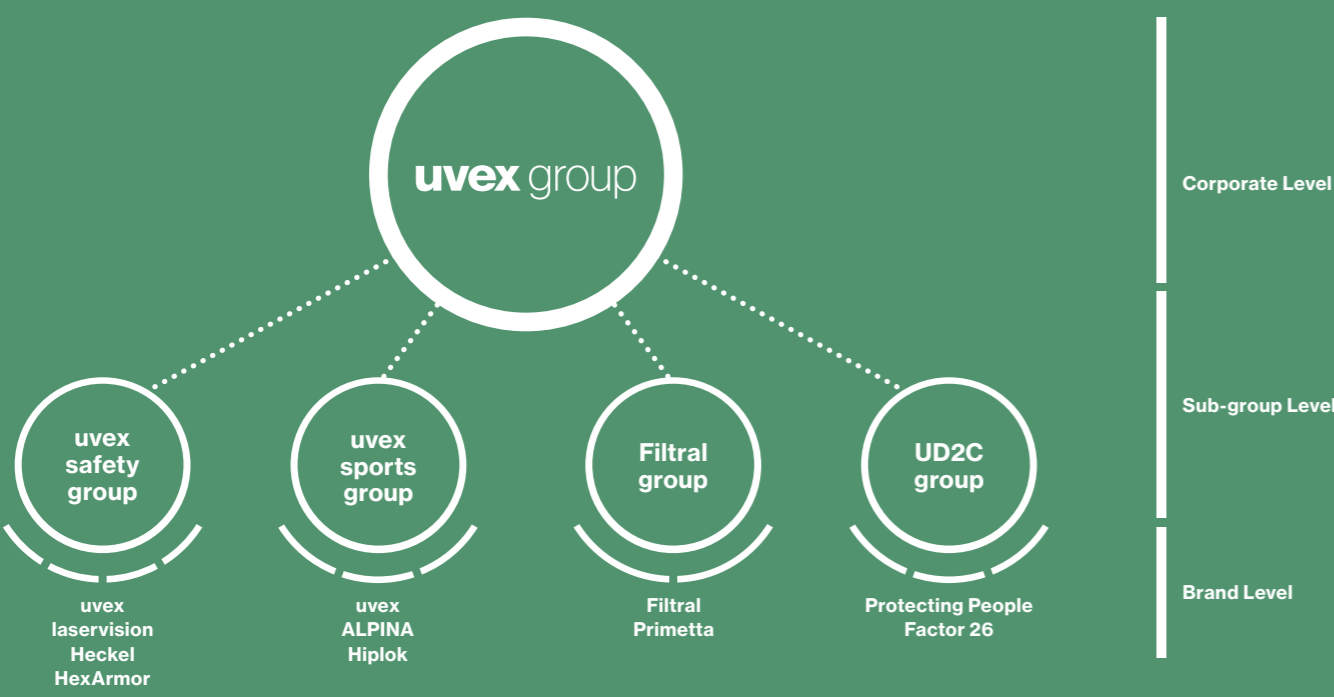 uvex group
Corporate Level
Sub-group Level
uvex
safety
group
uvex
sports
group
Filtral
group
UD2C
group
Brand Level
uvex
laservision
Heckel
HexArmor
uvex
ALPINA
Hiplok
Filtral
Primetta
Protecting People
Factor 26